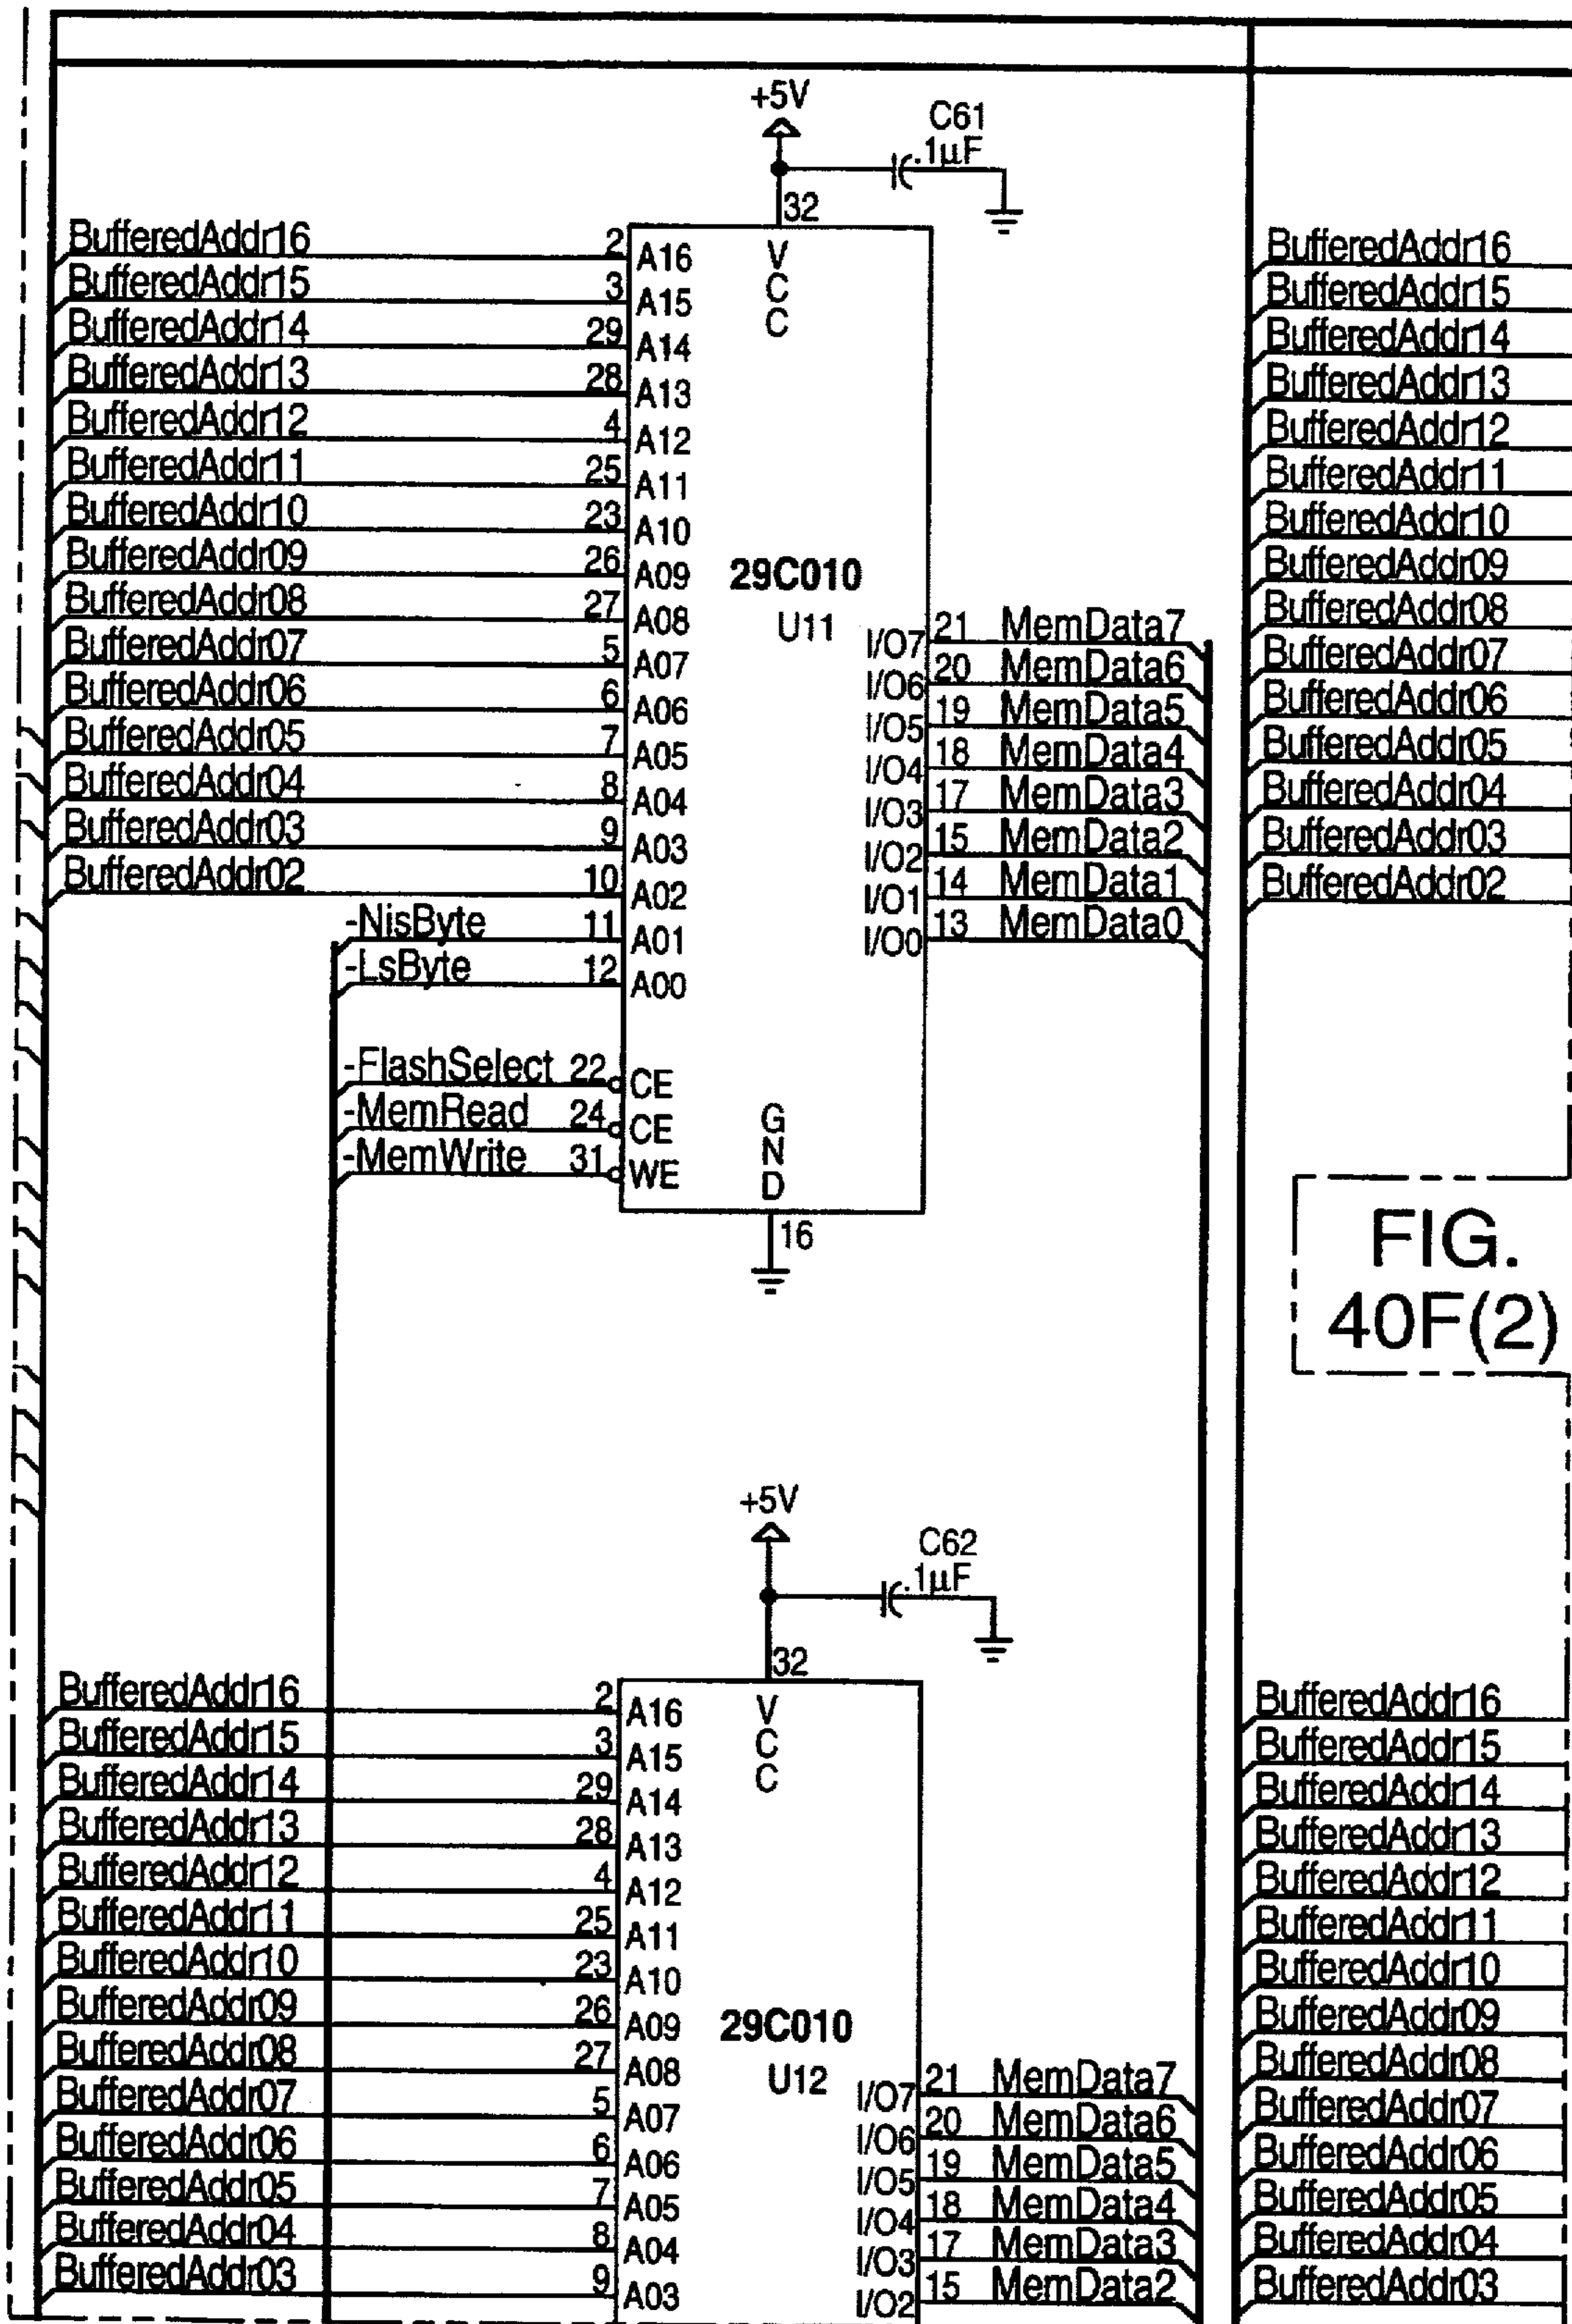 +5V
C61
.1µF
32
BufferedAddr16 2 A16 V BufferedAddr16
BufferedAddr15 3 A15 C BufferedAddr15
BufferedAddr14 29 A14 C BufferedAddr14
BufferedAddr13 28 A13 BufferedAddr13
BufferedAddr12 4 A12 BufferedAddr12
BufferedAddr11 25 A11 BufferedAddr11
BufferedAddr10 23 A10 BufferedAddr10
BufferedAddr09 26 A09 29C010 BufferedAddr09
BufferedAddr08 27 A08 U11 BufferedAddr08
I/O7 21 MemData7
BufferedAddr07 5 A07 I/O6 20 MemData6 BufferedAddr07
BufferedAddr06 6 A06 I/O5 19 MemData5 BufferedAddr06
BufferedAddr05 7 A05 I/O4 18 MemData4 BufferedAddr05
BufferedAddr04 8 A04 I/O3 17 MemData3 BufferedAddr04
BufferedAddr03 9 A03 I/O2 15 MemData2 BufferedAddr03
BufferedAddr02 10 A02 I/O1 14 MemData1 BufferedAddr02
-NisByte 11 A01 I/O0 13 MemData0
-LsByte 12 A00
-FlashSelect 22 CE
-MemRead 24 CE G
-MemWrite 31 WE N
D
16
FIG.
40F(2)
+5V
C62
.1µF
32
BufferedAddr16 2 A16 V BufferedAddr16
BufferedAddr15 3 A15 C BufferedAddr15
BufferedAddr14 29 A14 C BufferedAddr14
BufferedAddr13 28 A13 BufferedAddr13
BufferedAddr12 4 A12 BufferedAddr12
BufferedAddr11 25 A11 BufferedAddr11
BufferedAddr10 23 A10 BufferedAddr10
BufferedAddr09 26 A09 29C010 BufferedAddr09
BufferedAddr08 27 A08 U12 BufferedAddr08
I/O7 21 MemData7
BufferedAddr07 5 A07 I/O6 20 MemData6 BufferedAddr07
BufferedAddr06 6 A06 I/O5 19 MemData5 BufferedAddr06
BufferedAddr05 7 A05 I/O4 18 MemData4 BufferedAddr05
BufferedAddr04 8 A04 I/O3 17 MemData3 BufferedAddr04
BufferedAddr03 9 A03 I/O2 15 MemData2 BufferedAddr03